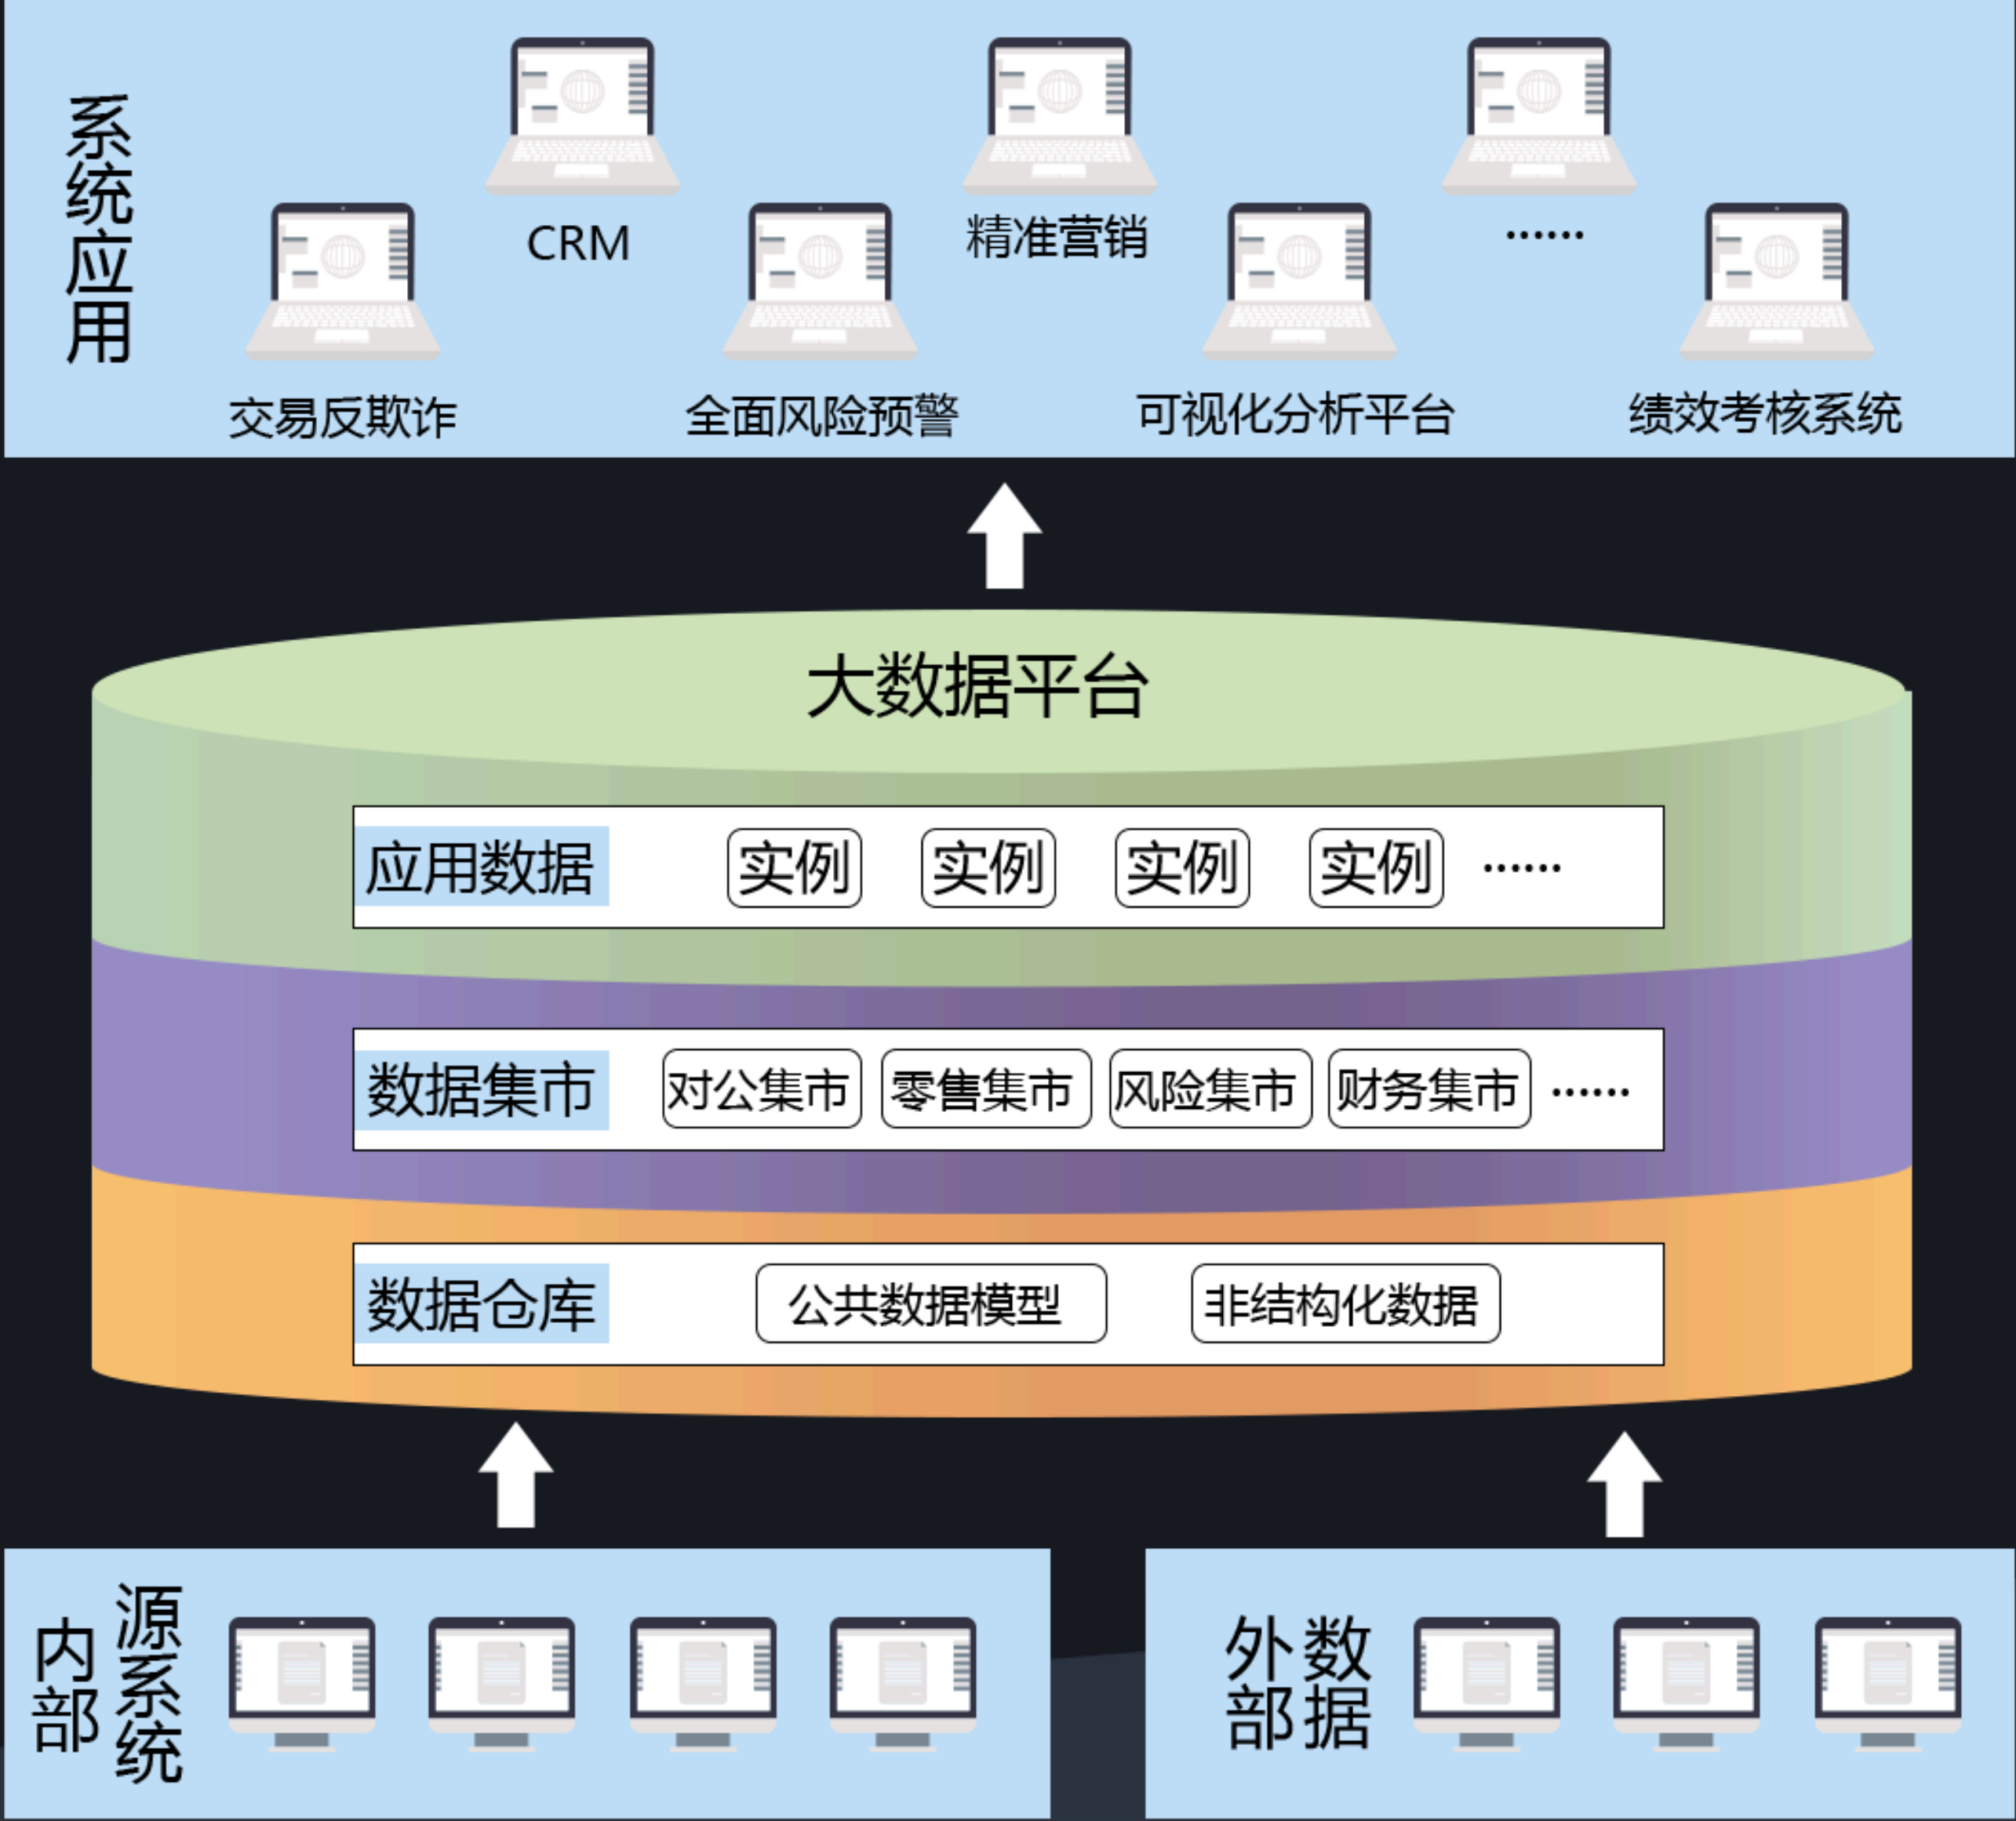 系统应用
CRM
精准营销
······
交易反欺诈
全面风险预警
可视化分析平台
绩效考核系统
大数据平台
应用数据 实例 实例 实例 实例 ······
数据集市 对公集市 零售集市 风险集市 财务集市 ······
数据仓库 公共数据模型 非结构化数据
内部
源系统
外部
数据